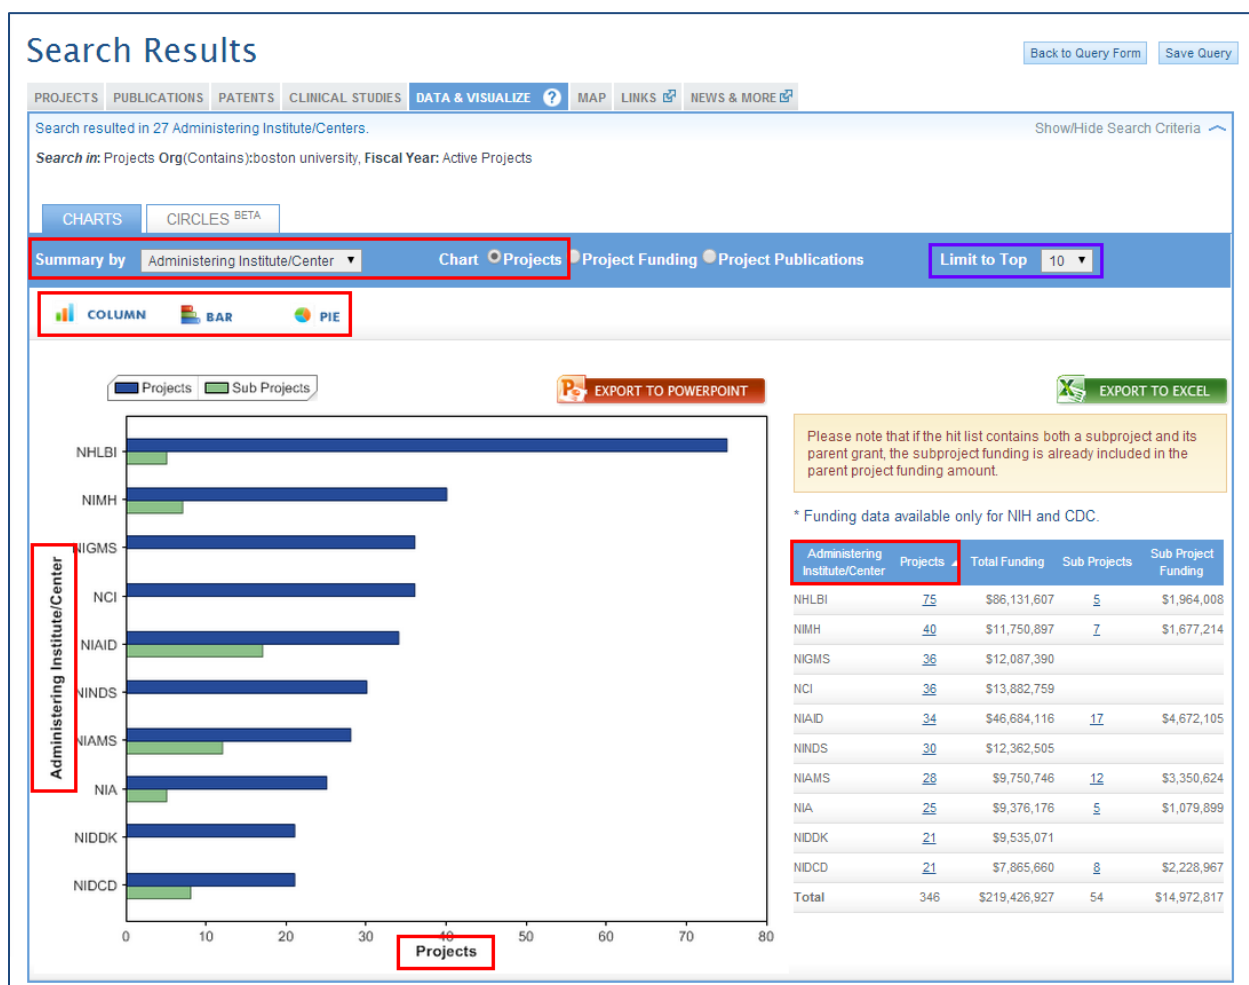 Search Results
Back to Query Form Save Query
PROJECTS PUBLICATIONS PATENTS CLINICAL STUDIES DATA & VISUALIZE ? MAP LINKS NEWS & MORE
Search resulted in 27 Administering Institute/Centers. Show/Hide Search Criteria
Search in: Projects Org(Contains):boston university, Fiscal Year: Active Projects
CHARTS CIRCLES BETA
Summary by Administering Institute/Center Chart Projects Project Funding Project Publications Limit to Top 10
COLUMN BAR PIE
Projects Sub Projects
EXPORT TO POWERPOINT
EXPORT TO EXCEL
Administering Institute/Center
NHLBI
NIMH
NIGMS
NCI
NIAID
NINDS
NIAMS
NIA
NIDDK
NIDCD
0 10 20 30 40 50 60 70 80
Projects
Please note that if the hit list contains both a subproject and its
parent grant, the subproject funding is already included in the
parent project funding amount.
* Funding data available only for NIH and CDC.
Administering Institute/Center Projects Total Funding Sub Projects Sub Project Funding
NHLBI 75 $86,131,607 5 $1,964,008
NIMH 40 $11,750,897 7 $1,677,214
NIGMS 36 $12,087,390
NCI 36 $13,882,759
NIAID 34 $46,684,116 17 $4,672,105
NINDS 30 $12,362,505
NIAMS 28 $9,750,746 12 $3,350,624
NIA 25 $9,376,176 5 $1,079,899
NIDDK 21 $9,535,071
NIDCD 21 $7,865,660 8 $2,228,967
Total 346 $219,426,927 54 $14,972,817